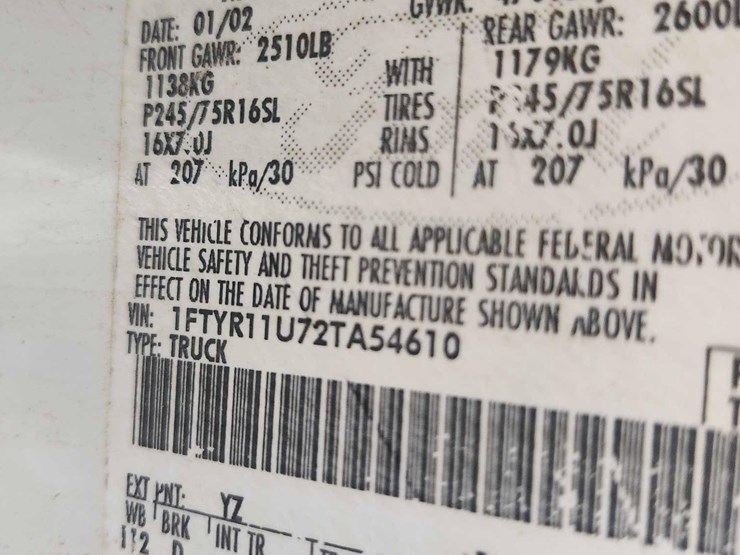 DATE: 01/02 GVWR:
FRONT GAWR: 2510LB REAR GAWR: 2600L
1138KG WITH 1179KG
P245/75R16SL TIRES P245/75R16SL
16X7.0J RIMS 16X7.0J
AT 207 kPa/30 PSI COLD AT 207 kPa/30
THIS VEHICLE CONFORMS TO ALL APPLICABLE FEDERAL MOTOR
VEHICLE SAFETY AND THEFT PREVENTION STANDARDS IN
EFFECT ON THE DATE OF MANUFACTURE SHOWN ABOVE.
VIN: 1FTYR11U72TA54610
TYPE: TRUCK
EXT PNT: YZ
WB BRK INT TR
112 D